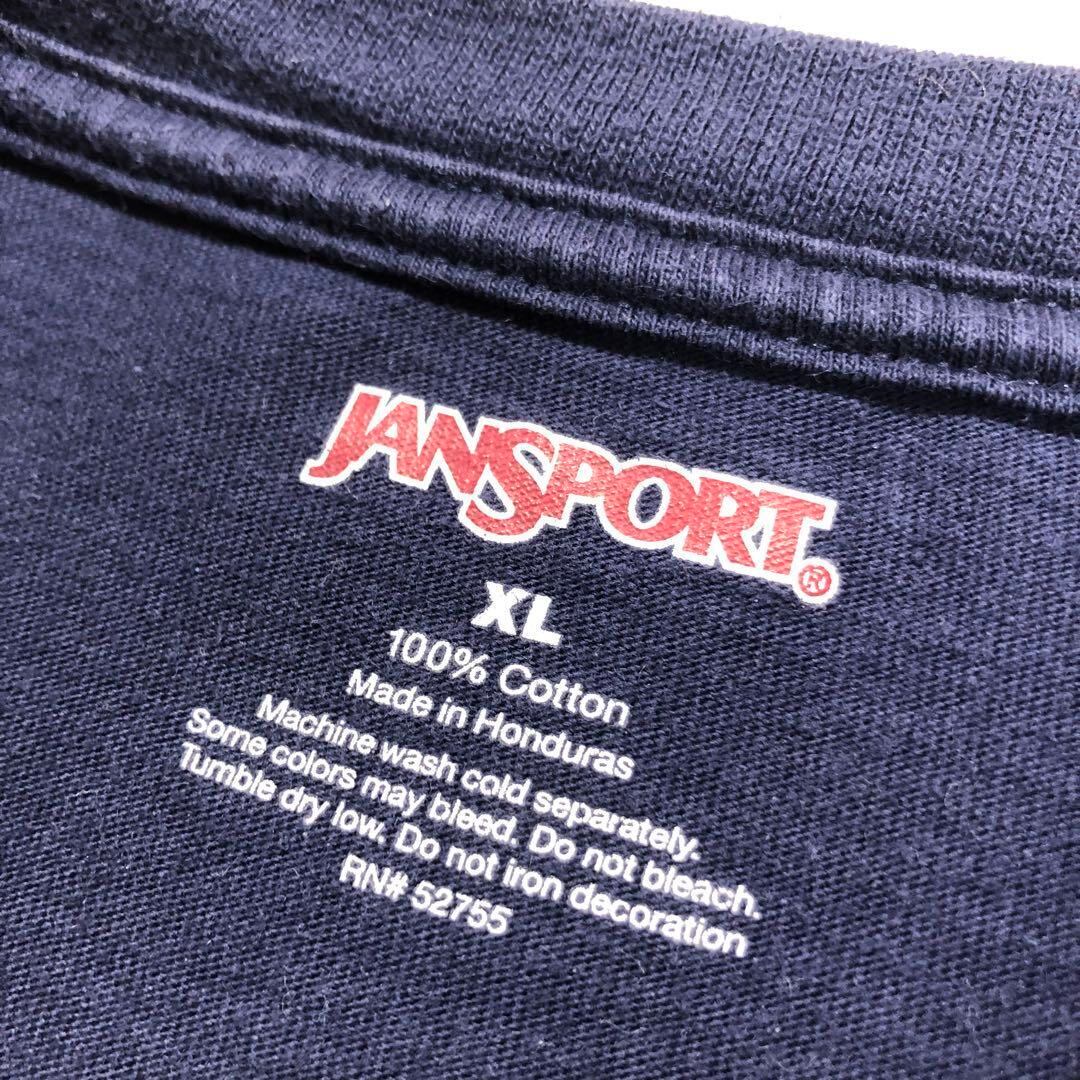 JANSPORT®
XL
100% Cotton
Made in Honduras
Machine wash cold separately.
Some colors may bleed. Do not bleach.
Tumble dry low. Do not iron decoration
RN# 52755